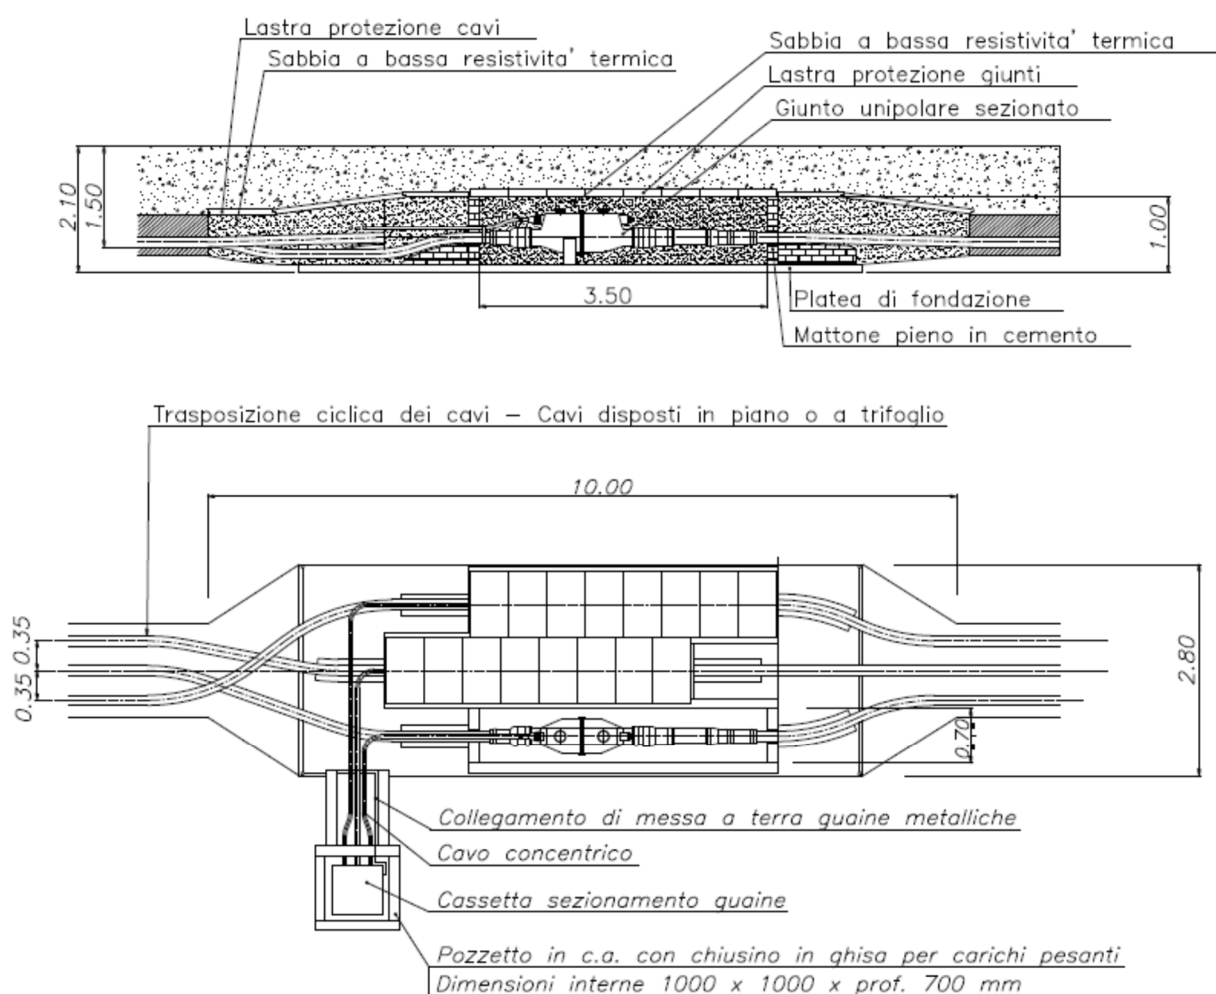 Lastra protezione cavi
Sabbia a bassa resistivita' termica
Sabbia a bassa resistivita' termica
Lastra protezione giunti
Giunto unipolare sezionato
2.10
1.50
1.00
3.50
Platea di fondazione
Mattone pieno in cemento
Trasposizione ciclica dei cavi – Cavi disposti in piano o a trifoglio
10.00
0.35
0.35
2.80
0.70
Collegamento di messa a terra guaine metalliche
Cavo concentrico
Cassetta sezionamento guaine
Pozzetto in c.a. con chiusino in ghisa per carichi pesanti
Dimensioni interne 1000 x 1000 x prof. 700 mm